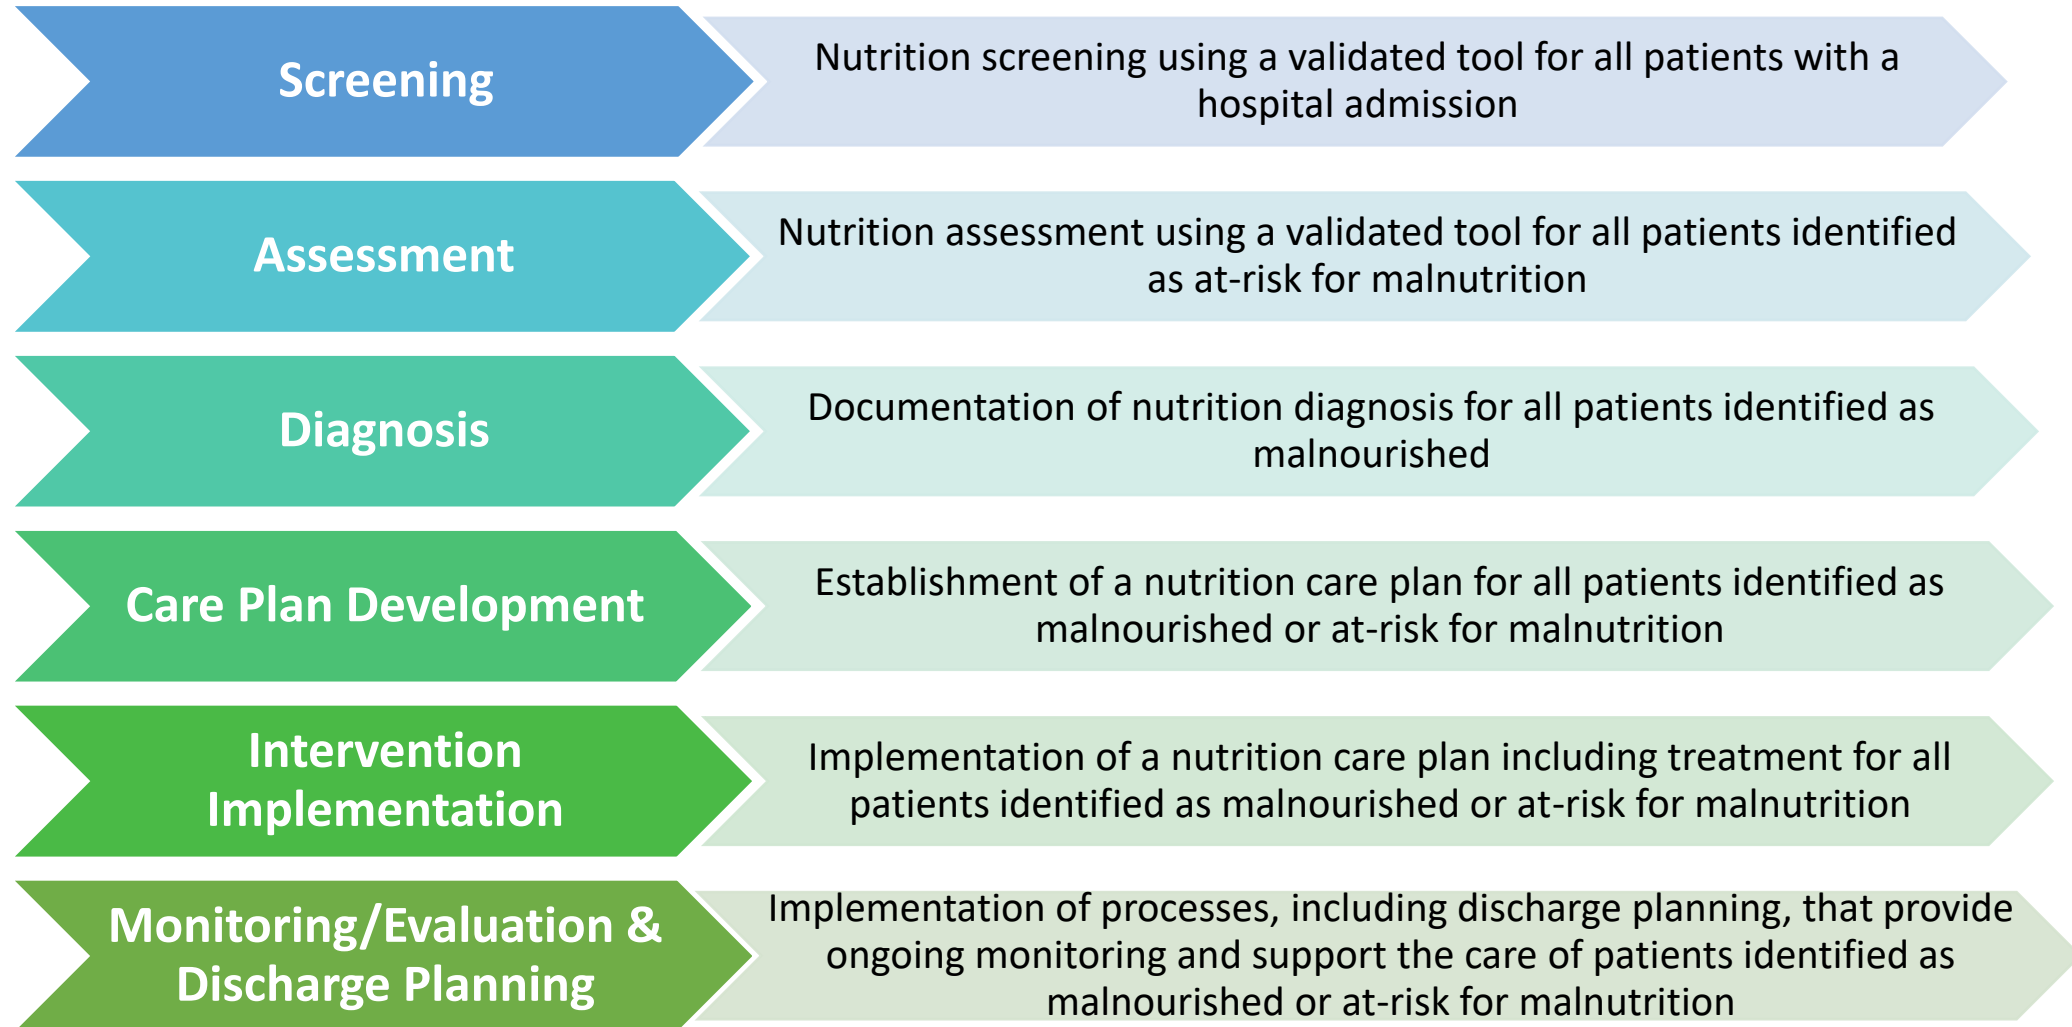 Screening
Nutrition screening using a validated tool for all patients with a
hospital admission
Assessment
Nutrition assessment using a validated tool for all patients identified
as at-risk for malnutrition
Diagnosis
Documentation of nutrition diagnosis for all patients identified as
malnourished
Care Plan Development
Establishment of a nutrition care plan for all patients identified as
malnourished or at-risk for malnutrition
Intervention
Implementation
Implementation of a nutrition care plan including treatment for all
patients identified as malnourished or at-risk for malnutrition
Monitoring/Evaluation &
Discharge Planning
Implementation of processes, including discharge planning, that provide
ongoing monitoring and support the care of patients identified as
malnourished or at-risk for malnutrition